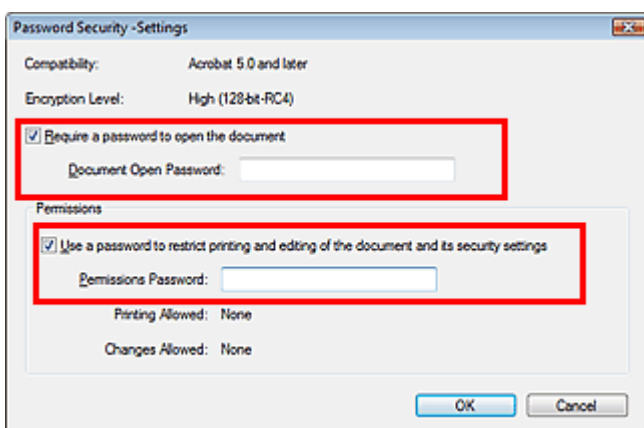 Password Security -Settings
Compatibility: Acrobat 5.0 and later
Encryption Level: High (128-bit-RC4)
Require a password to open the document
Document Open Password:
Permissions
Use a password to restrict printing and editing of the document and its security settings
Permissions Password:
Printing Allowed: None
Changes Allowed: None
OK Cancel